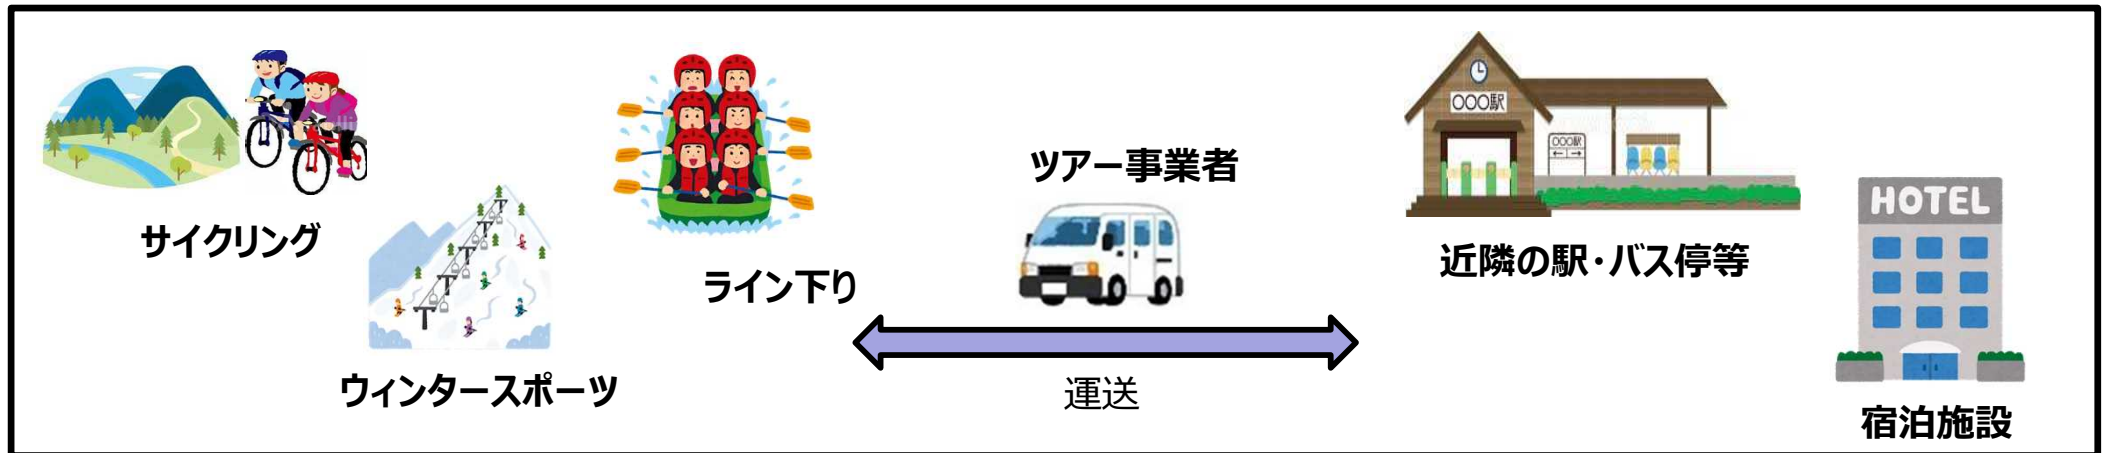 サイクリング
ウィンタースポーツ
ライン下り
ツアー事業者
運送
○○○駅
○○○駅
←｜→
近隣の駅・バス停等
HOTEL
宿泊施設